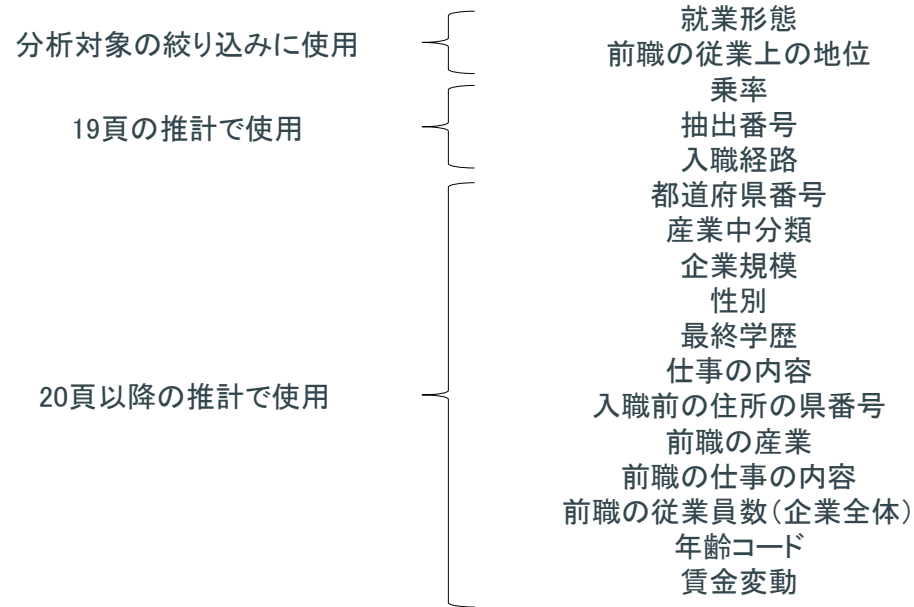 分析対象の絞り込みに使用
就業形態
前職の従業上の地位
19頁の推計で使用
乗率
抽出番号
入職経路
20頁以降の推計で使用
都道府県番号
産業中分類
企業規模
性別
最終学歴
仕事の内容
入職前の住所の県番号
前職の産業
前職の仕事の内容
前職の従業員数(企業全体)
年齢コード
賃金変動